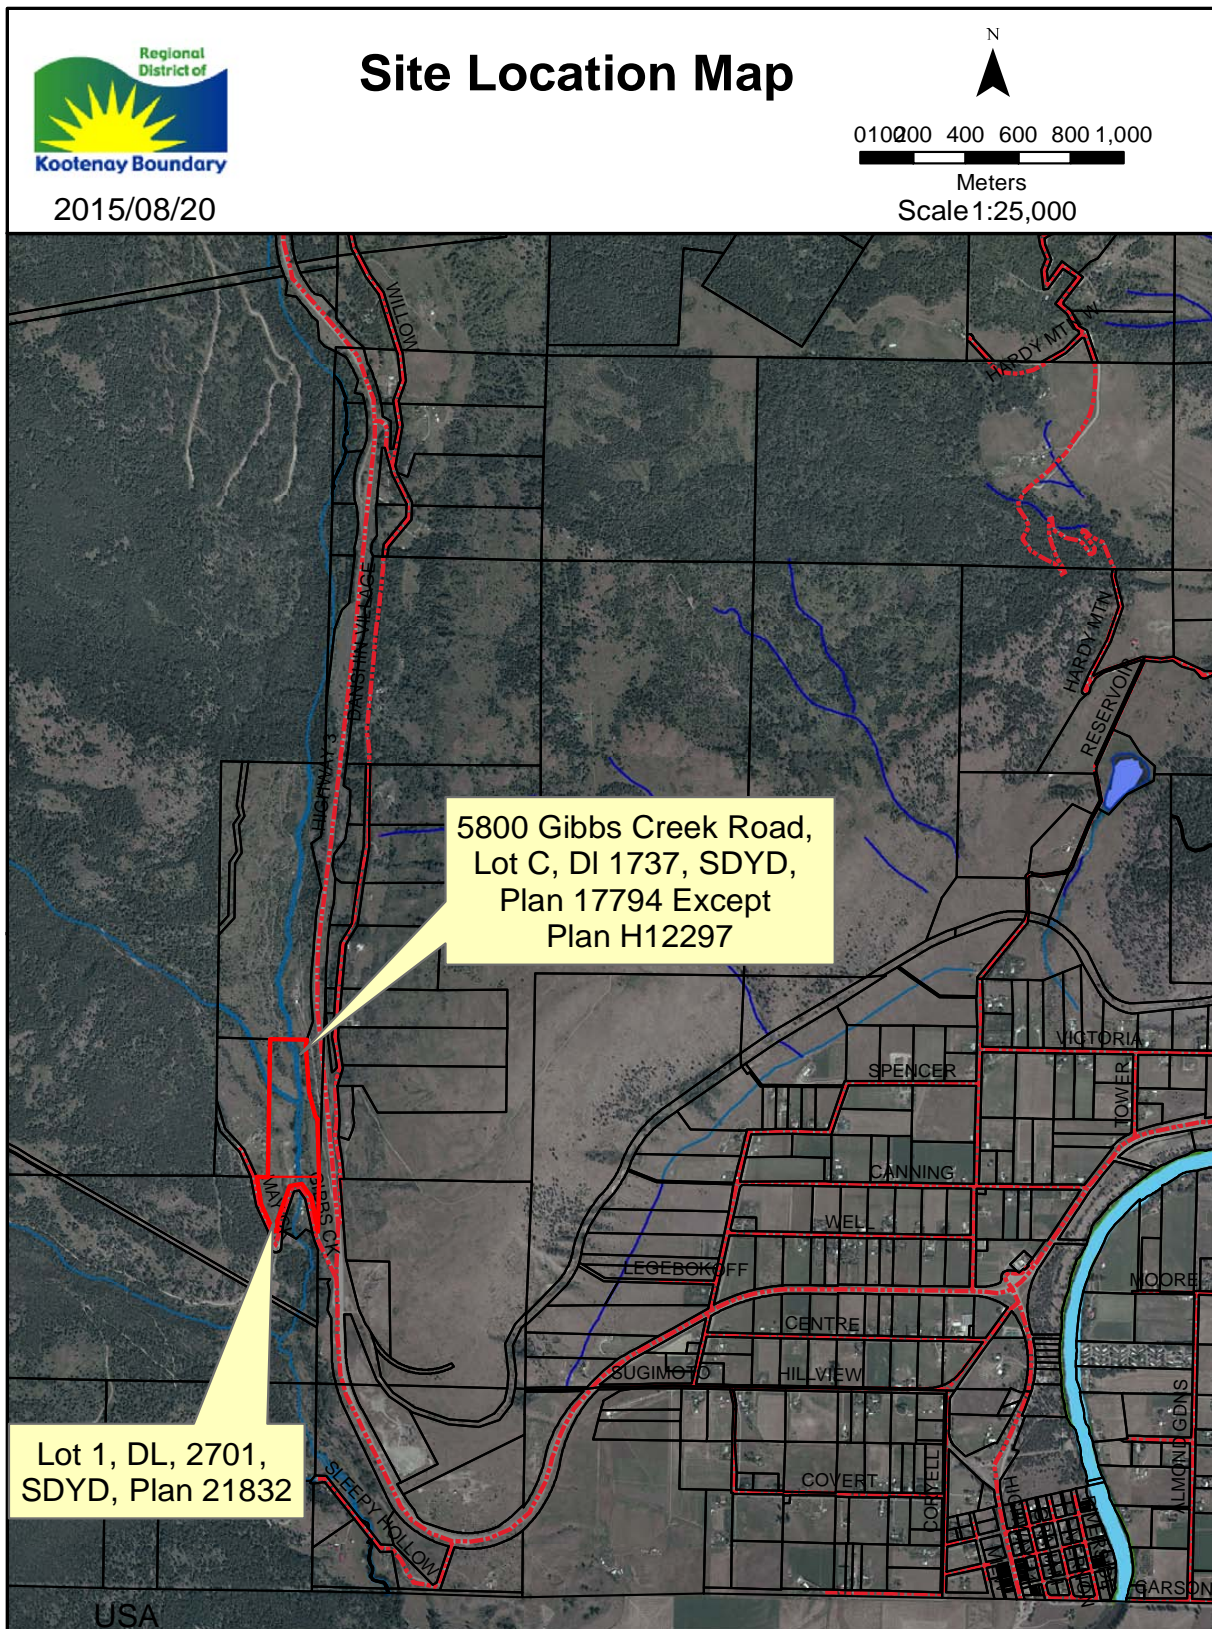 Regional
District of
Kootenay Boundary
2015/08/20
Site Location Map
N
0100200 400 600 800 1,000
Meters
Scale 1:25,000
WILLOW
HARDY MTN W
DANSHIN VILLAGE
HIGHWAY 3
HARDY MTN
RESERVOIR
5800 Gibbs Creek Road,
Lot C, Dl 1737, SDYD,
Plan 17794 Except
Plan H12297
VICTORIA
SPENCER
TOWER
CANNING
MAY
GIBBS CK
WELL
LEGEBOKOFF
MOORE
CENTRE
SUGIMOTO
HILLVIEW
ALMOND GDNS
Lot 1, DL, 2701,
SDYD, Plan 21832
SLEEPY HOLLOW
COVERT
CORYELL
CARSON
USA